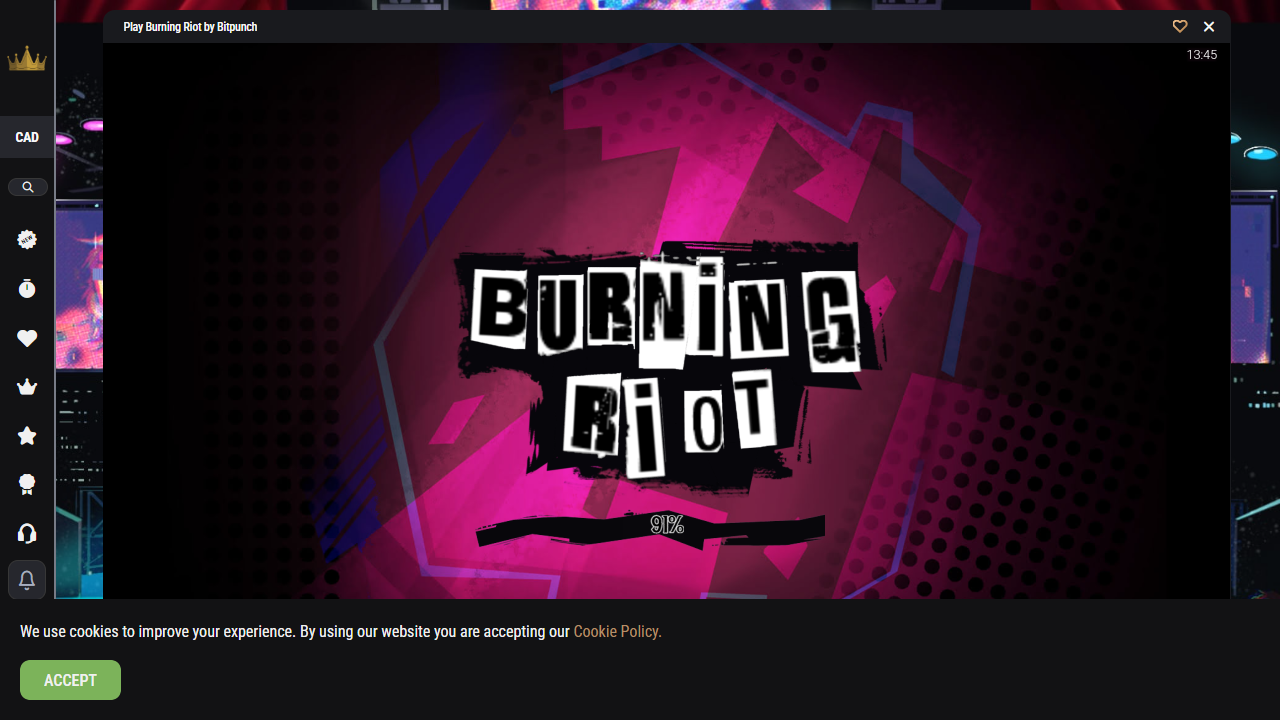 Play Burning Riot by Bitpunch
13:45
CAD
NEW
BURNiNG
RiOT
91%
We use cookies to improve your experience. By using our website you are accepting our Cookie Policy.
ACCEPT